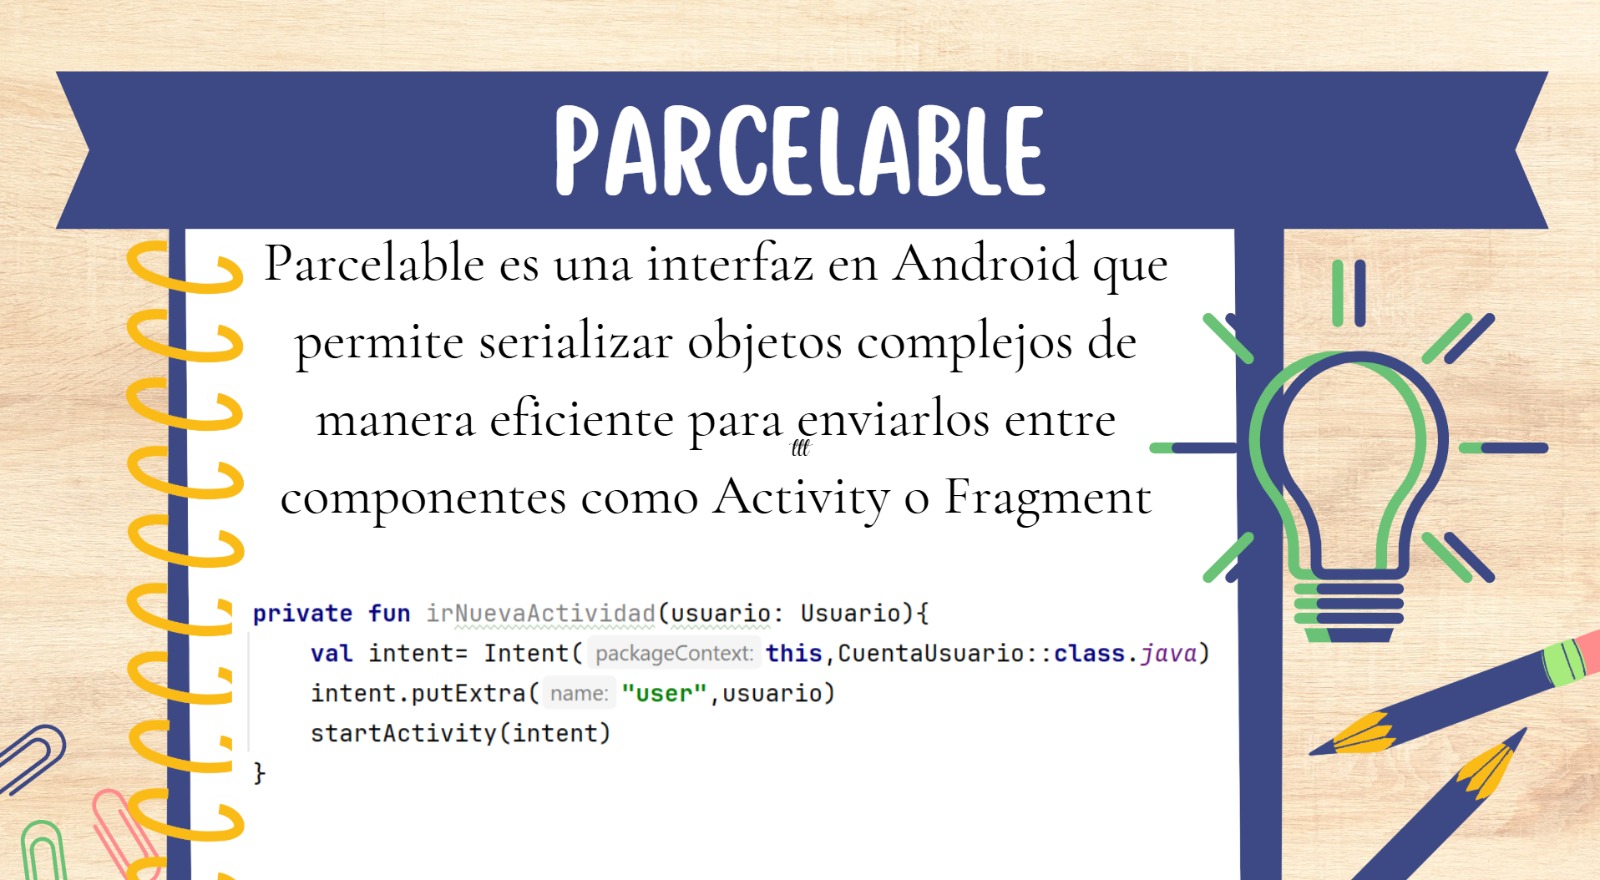 PARCELABLE
Parcelable es una interfaz en Android que
permite serializar objetos complejos de
manera eficiente para enviarlos entre
ttt
componentes como Activity o Fragment
private fun irNuevaActividad(usuario: Usuario){
    val intent= Intent( packageContext: this,CuentaUsuario::class.java)
    intent.putExtra( name: "user",usuario)
    startActivity(intent)
}